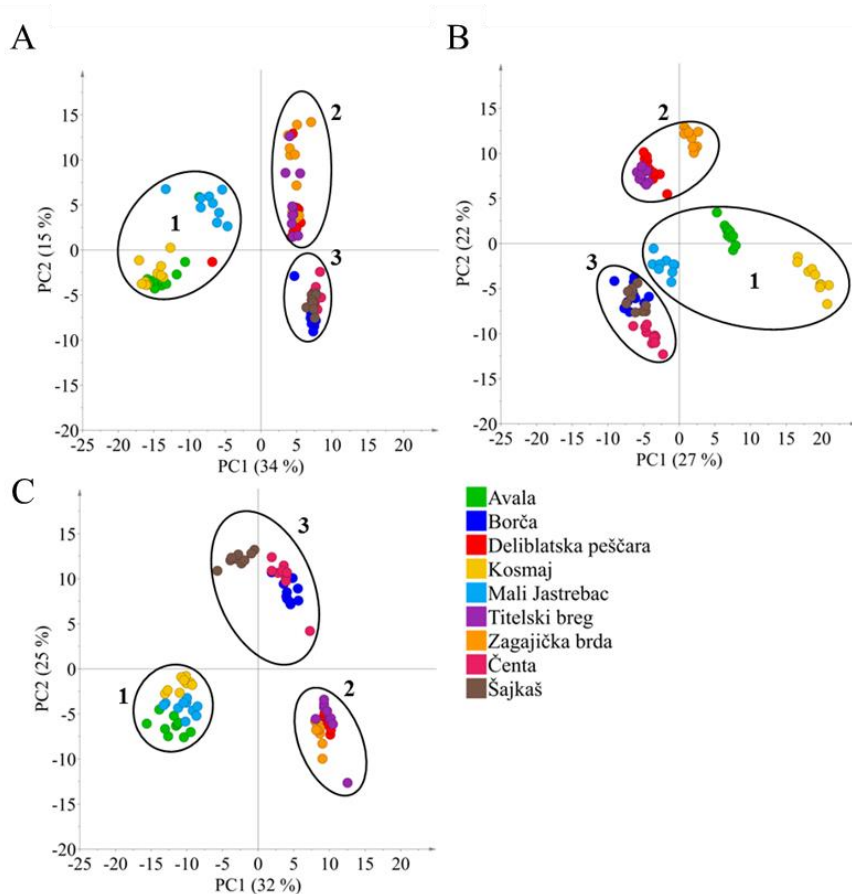 A
B
15
10
5
0
-5
-10
-15
-20
PC2 (15 %)
-25 -20 -15 -10 -5 0 5 10 15 20
PC1 (34 %)
1
2
3
15
10
5
0
-5
-10
-15
-20
PC2 (22 %)
-25 -20 -15 -10 -5 0 5 10 15 20
PC1 (27 %)
2
1
3
C
15
10
5
0
-5
-10
-15
-20
PC2 (25 %)
-25 -20 -15 -10 -5 0 5 10 15 20
PC1 (32 %)
3
1
2
Avala
Borča
Deliblatska peščara
Kosmaj
Mali Jastrebac
Titelski breg
Zagajička brda
Čenta
Šajkaš